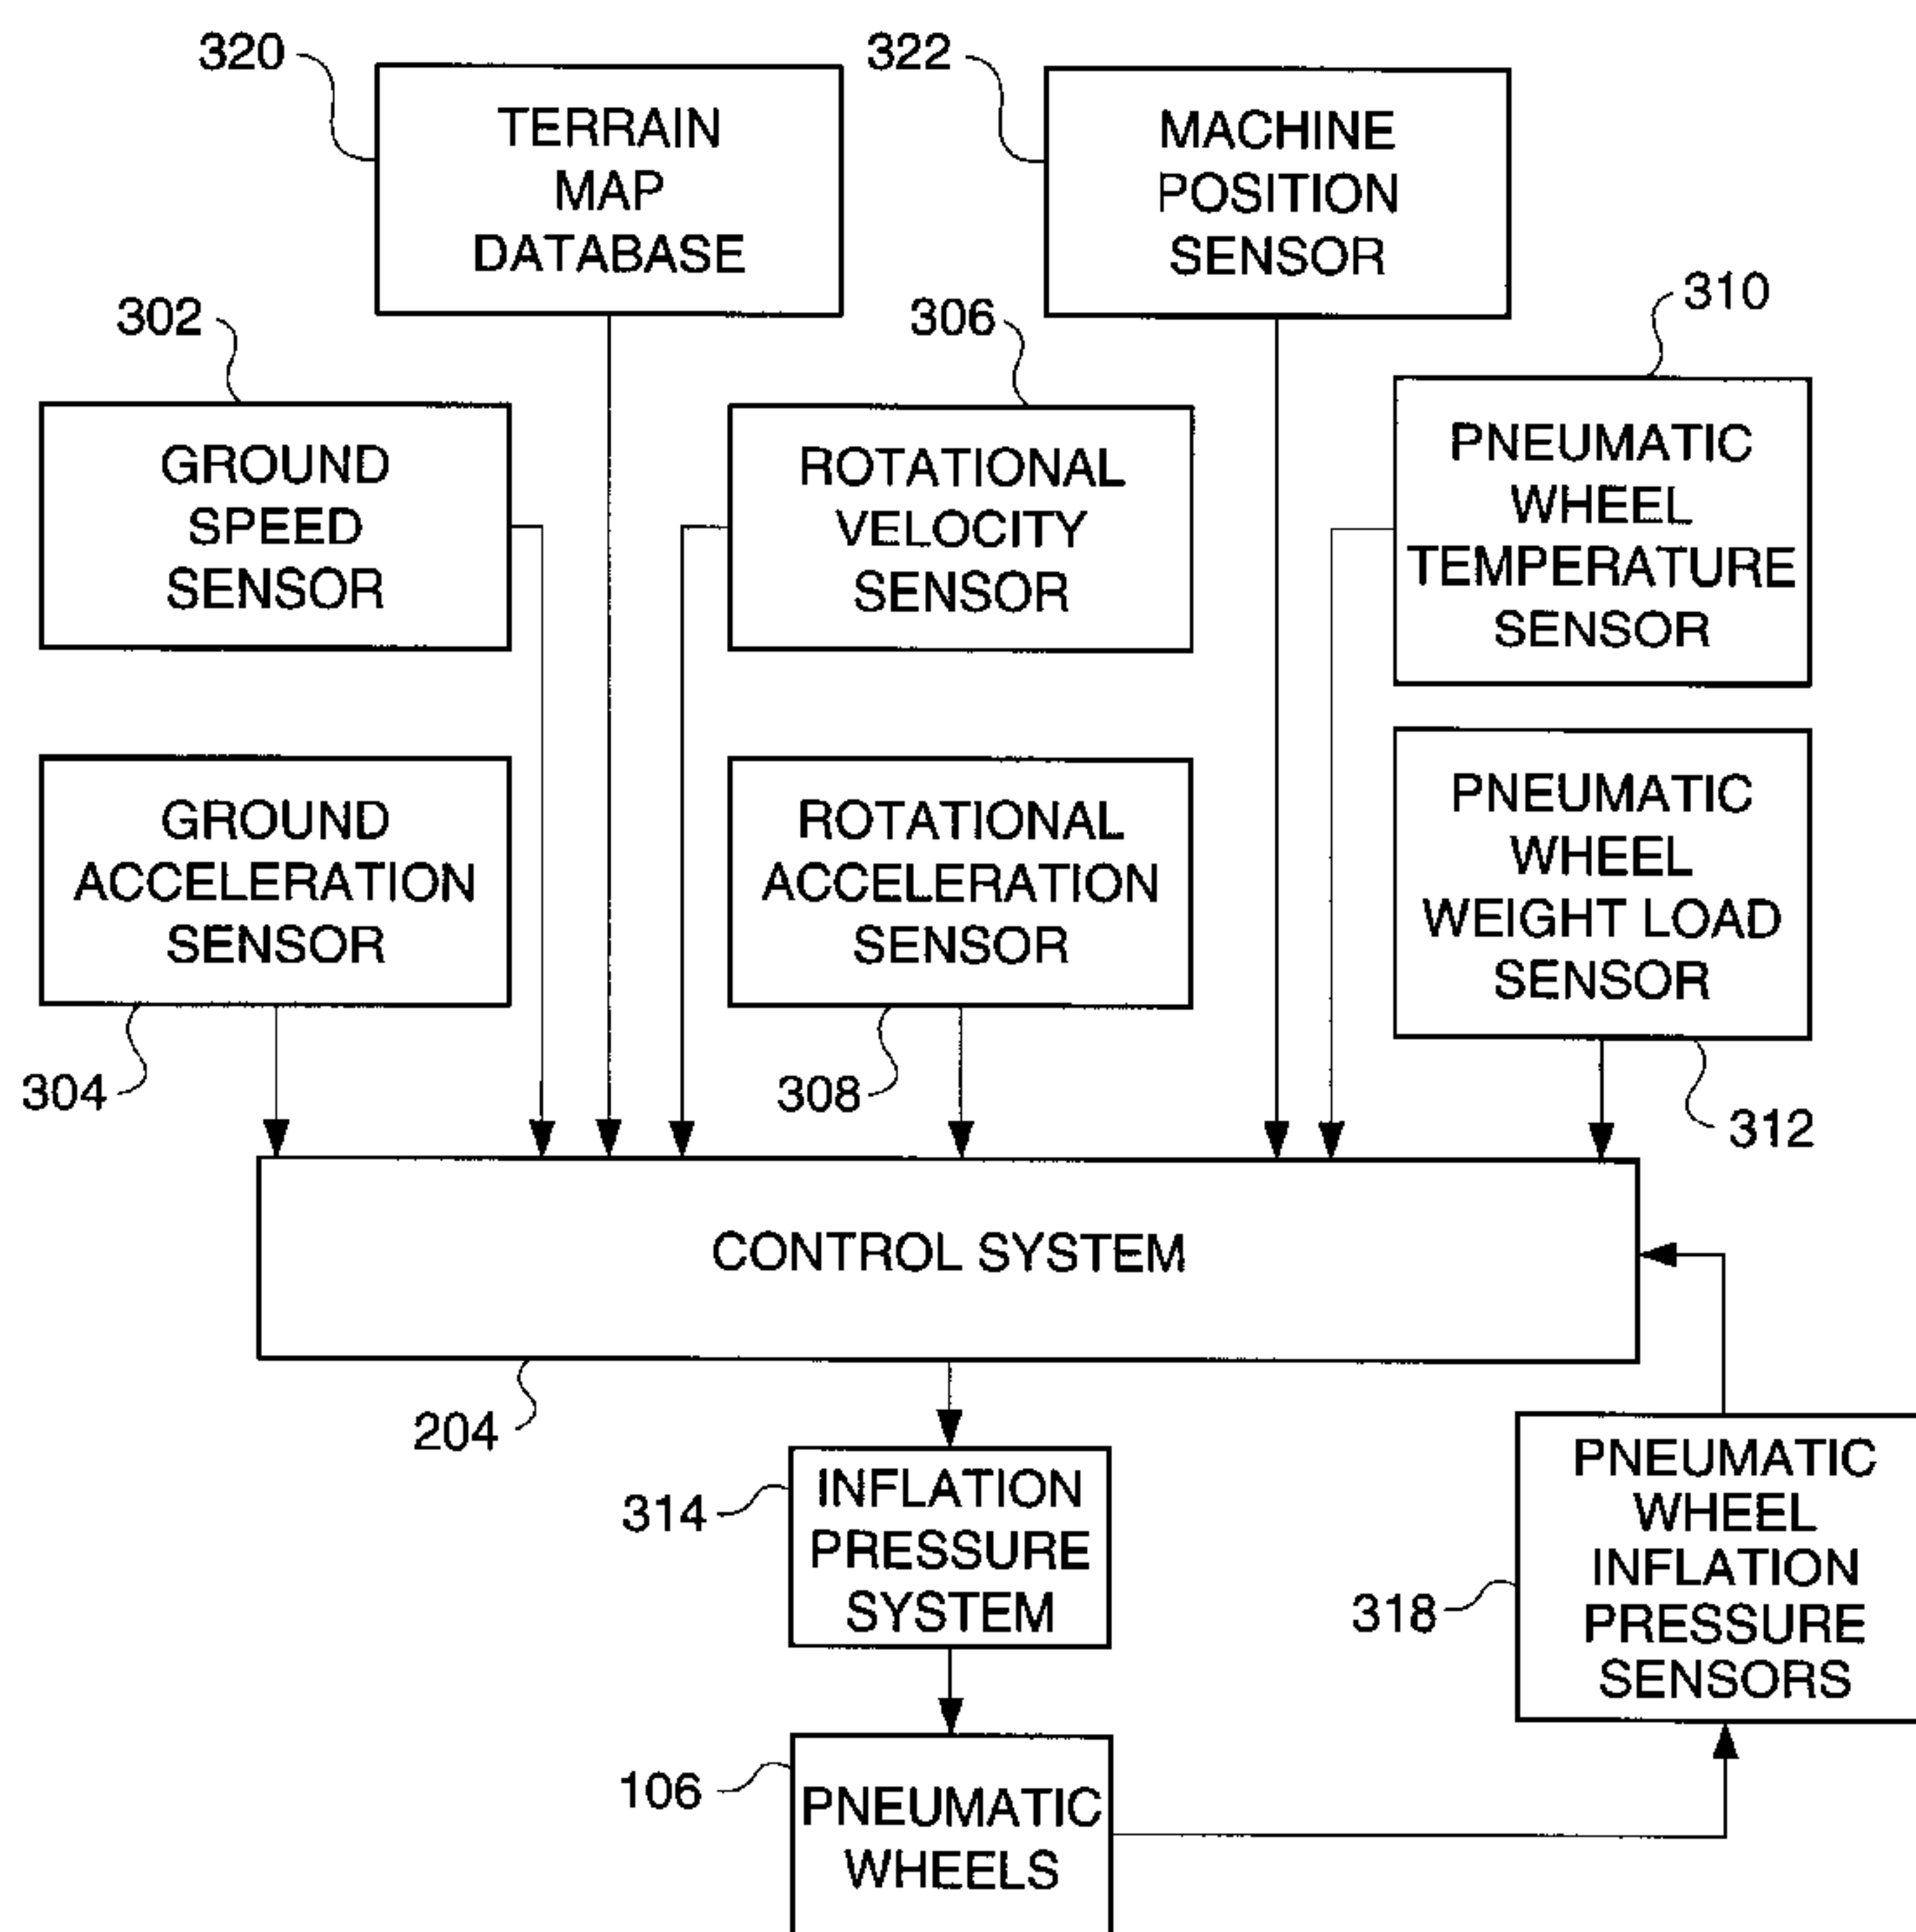 320
TERRAIN
MAP
DATABASE
322
MACHINE
POSITION
SENSOR
302
GROUND
SPEED
SENSOR
306
ROTATIONAL
VELOCITY
SENSOR
310
PNEUMATIC
WHEEL
TEMPERATURE
SENSOR
GROUND
ACCELERATION
SENSOR
304
ROTATIONAL
ACCELERATION
SENSOR
308
PNEUMATIC
WHEEL
WEIGHT LOAD
SENSOR
312
CONTROL SYSTEM
204
314
INFLATION
PRESSURE
SYSTEM
318
PNEUMATIC
WHEEL
INFLATION
PRESSURE
SENSORS
106
PNEUMATIC
WHEELS